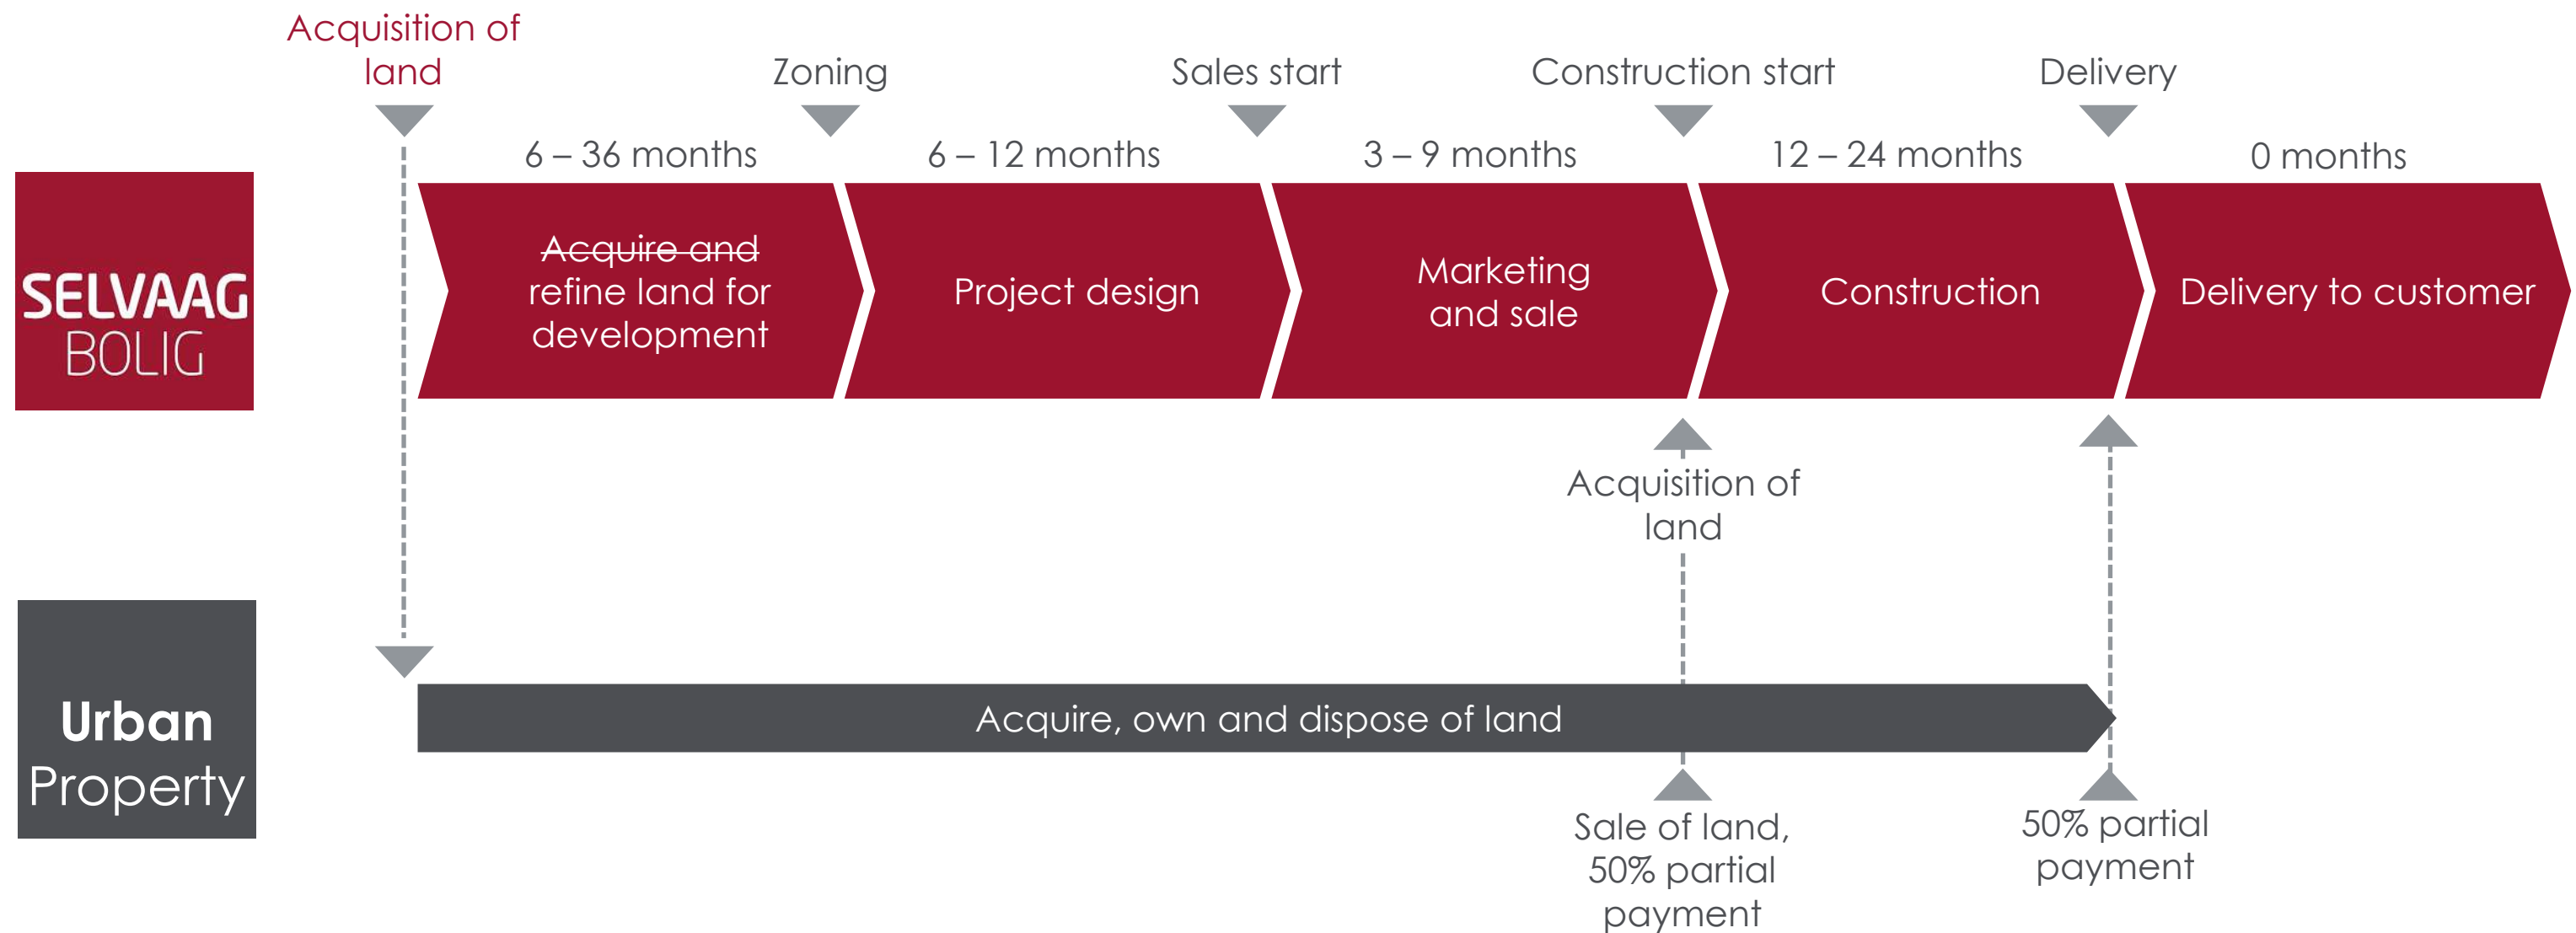 Acquisition of
land
Zoning
Sales start
Construction start
Delivery
6 – 36 months
6 – 12 months
3 – 9 months
12 – 24 months
0 months
SELVAAG
BOLIG
Acquire and
refine land for
development
Project design
Marketing
and sale
Construction
Delivery to customer
Acquisition of
land
Urban
Property
Acquire, own and dispose of land
Sale of land,
50% partial
payment
50% partial
payment